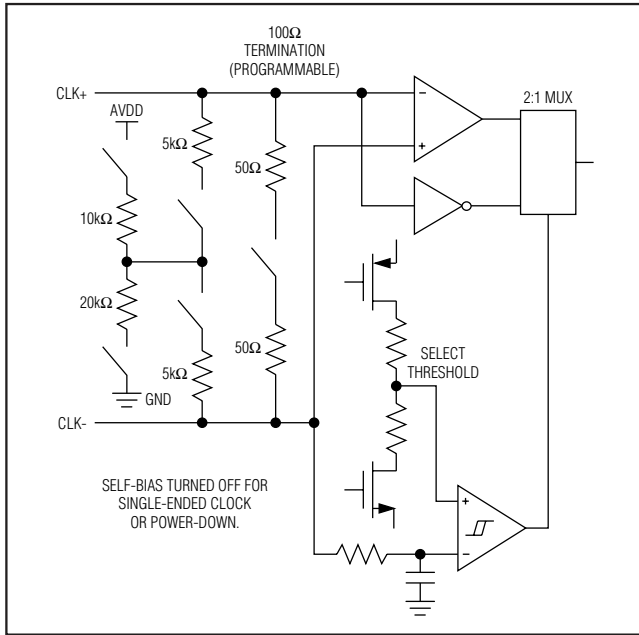 100Ω
TERMINATION
(PROGRAMMABLE)
CLK+
AVDD
5kΩ
50Ω
10kΩ
20kΩ
5kΩ
50Ω
GND
CLK-
SELF-BIAS TURNED OFF FOR
SINGLE-ENDED CLOCK
OR POWER-DOWN.
2:1 MUX
-
+
SELECT
THRESHOLD
+
-